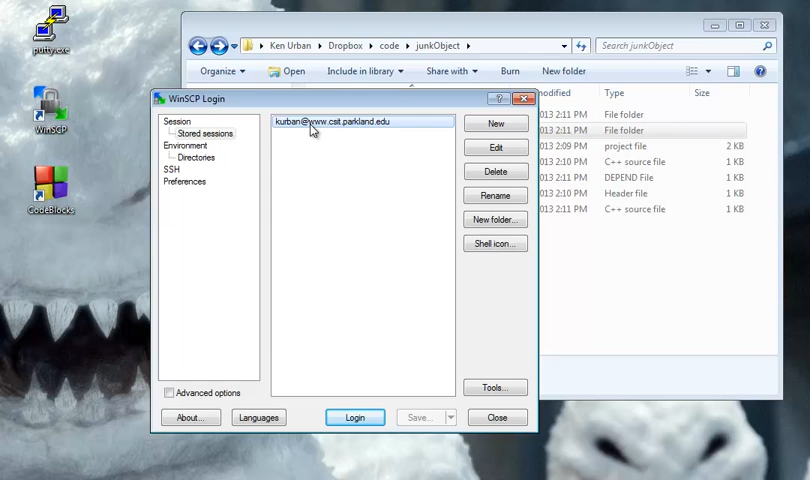 putty.exe
WinSCP
CodeBlocks
Ken Urban
Dropbox
code
junkObject
Search junkObject
Organize
Open
Include in library
Share with
Burn
New folder
odified
Type
Size
013 2:11 PM
File folder
013 2:11 PM
File folder
013 2:09 PM
project file
2 KB
013 2:10 PM
C++ source file
1 KB
013 2:11 PM
DEPEND File
1 KB
013 2:10 PM
Header file
1 KB
013 2:11 PM
C++ source file
1 KB
WinSCP Login
Session
Stored sessions
Environment
Directories
SSH
Preferences
kurban@www.csit.parkland.edu
New
Edit
Delete
Rename
New folder...
Shell icon...
Tools...
Advanced options
About...
Languages
Login
Save...
Close